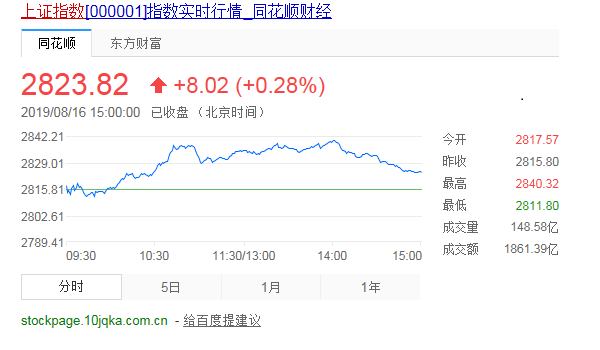 上证指数[000001]指数实时行情_同花顺财经
同花顺 东方财富
2823.82 +8.02 (+0.28%)
2019/08/16 15:00:00 已收盘 （北京时间）
2842.21
2829.01
2815.81
2802.61
2789.41
09:30 10:30 11:30/13:00 14:00 15:00
今开 2817.57
昨收 2815.80
最高 2840.32
最低 2811.80
成交量 148.58亿
成交额 1861.39亿
分时 5日 1月 1年
stockpage.10jqka.com.cn - 给百度提建议